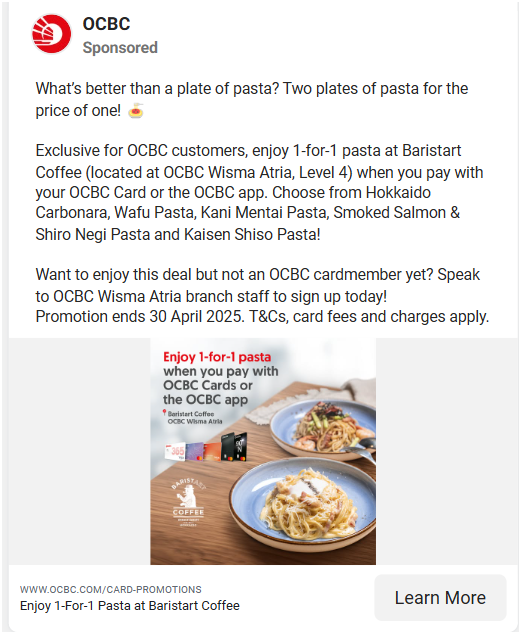 OCBC
Sponsored
What's better than a plate of pasta? Two plates of pasta for the
price of one! 🍝
Exclusive for OCBC customers, enjoy 1-for-1 pasta at Baristart
Coffee (located at OCBC Wisma Atria, Level 4) when you pay with
your OCBC Card or the OCBC app. Choose from Hokkaido
Carbonara, Wafu Pasta, Kani Mentai Pasta, Smoked Salmon &
Shiro Negi Pasta and Kaisen Shiso Pasta!
Want to enjoy this deal but not an OCBC cardmember yet? Speak
to OCBC Wisma Atria branch staff to sign up today!
Promotion ends 30 April 2025. T&Cs, card fees and charges apply.
Enjoy 1-for-1 pasta
when you pay with
OCBC Cards or
the OCBC app
Baristart Coffee
OCBC Wisma Atria
365
BARISTART
COFFEE
WWW.OCBC.COM/CARD-PROMOTIONS
Enjoy 1-For-1 Pasta at Baristart Coffee
Learn More